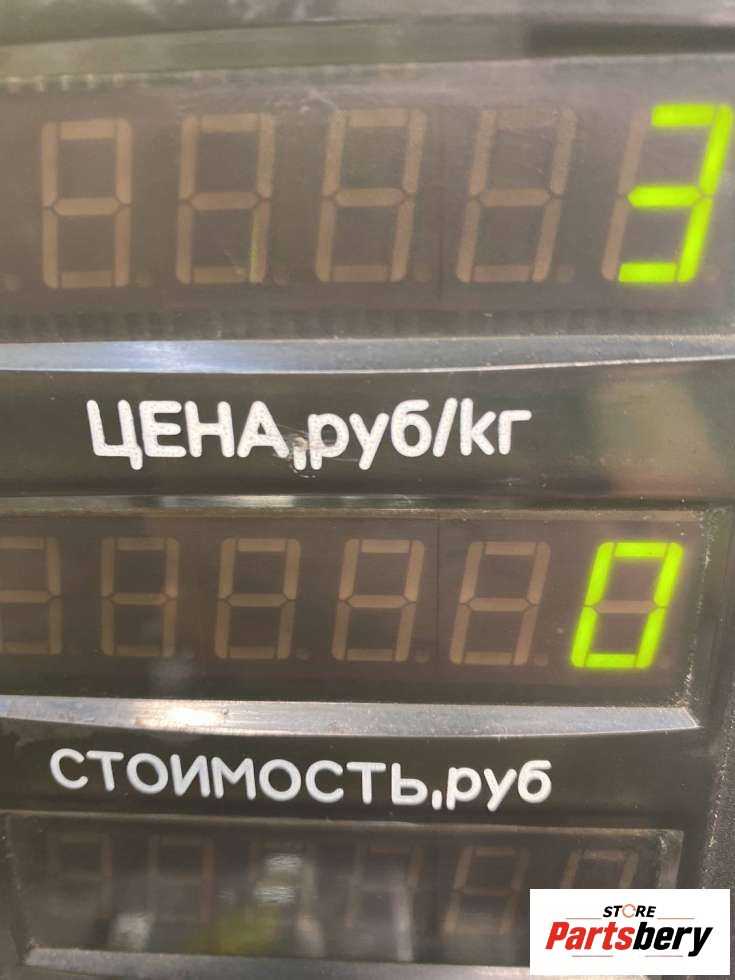 3
ЦЕНА,руб/кг
0
СТОИМОСТЬ,руб
STORE
Partsbery